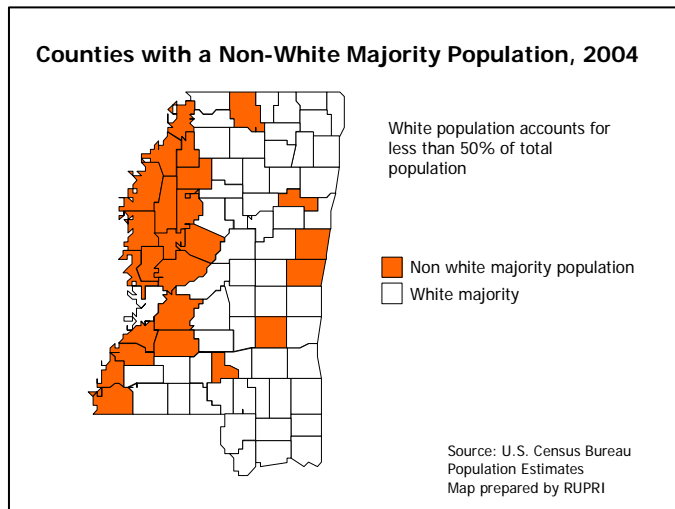 Counties with a Non-White Majority Population, 2004
White population accounts for
less than 50% of total
population
Non white majority population
White majority
Source: U.S. Census Bureau
Population Estimates
Map prepared by RUPRI